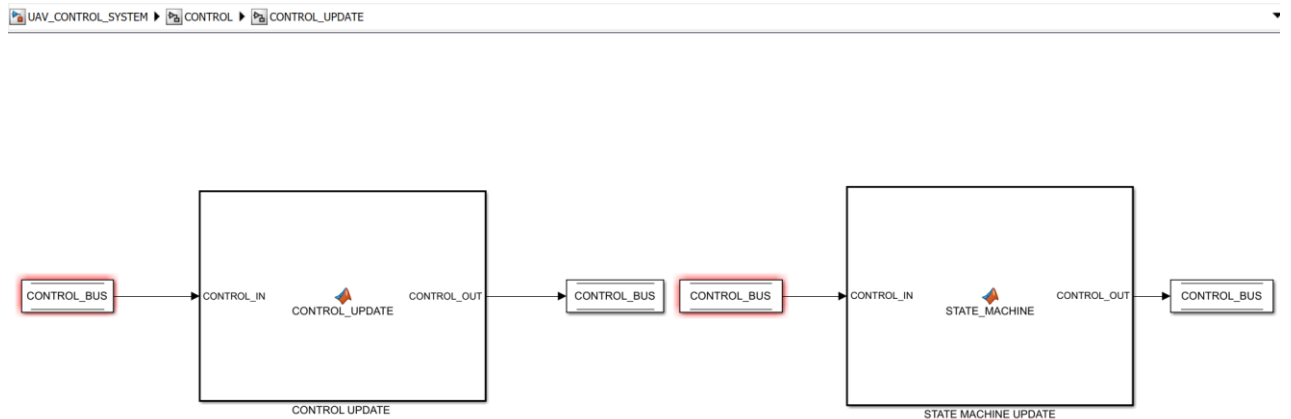 UAV_CONTROL_SYSTEM CONTROL CONTROL_UPDATE
CONTROL_BUS
CONTROL_IN
CONTROL_UPDATE
CONTROL_OUT
CONTROL UPDATE
CONTROL_BUS
CONTROL_BUS
CONTROL_IN
STATE_MACHINE
CONTROL_OUT
STATE MACHINE UPDATE
CONTROL_BUS